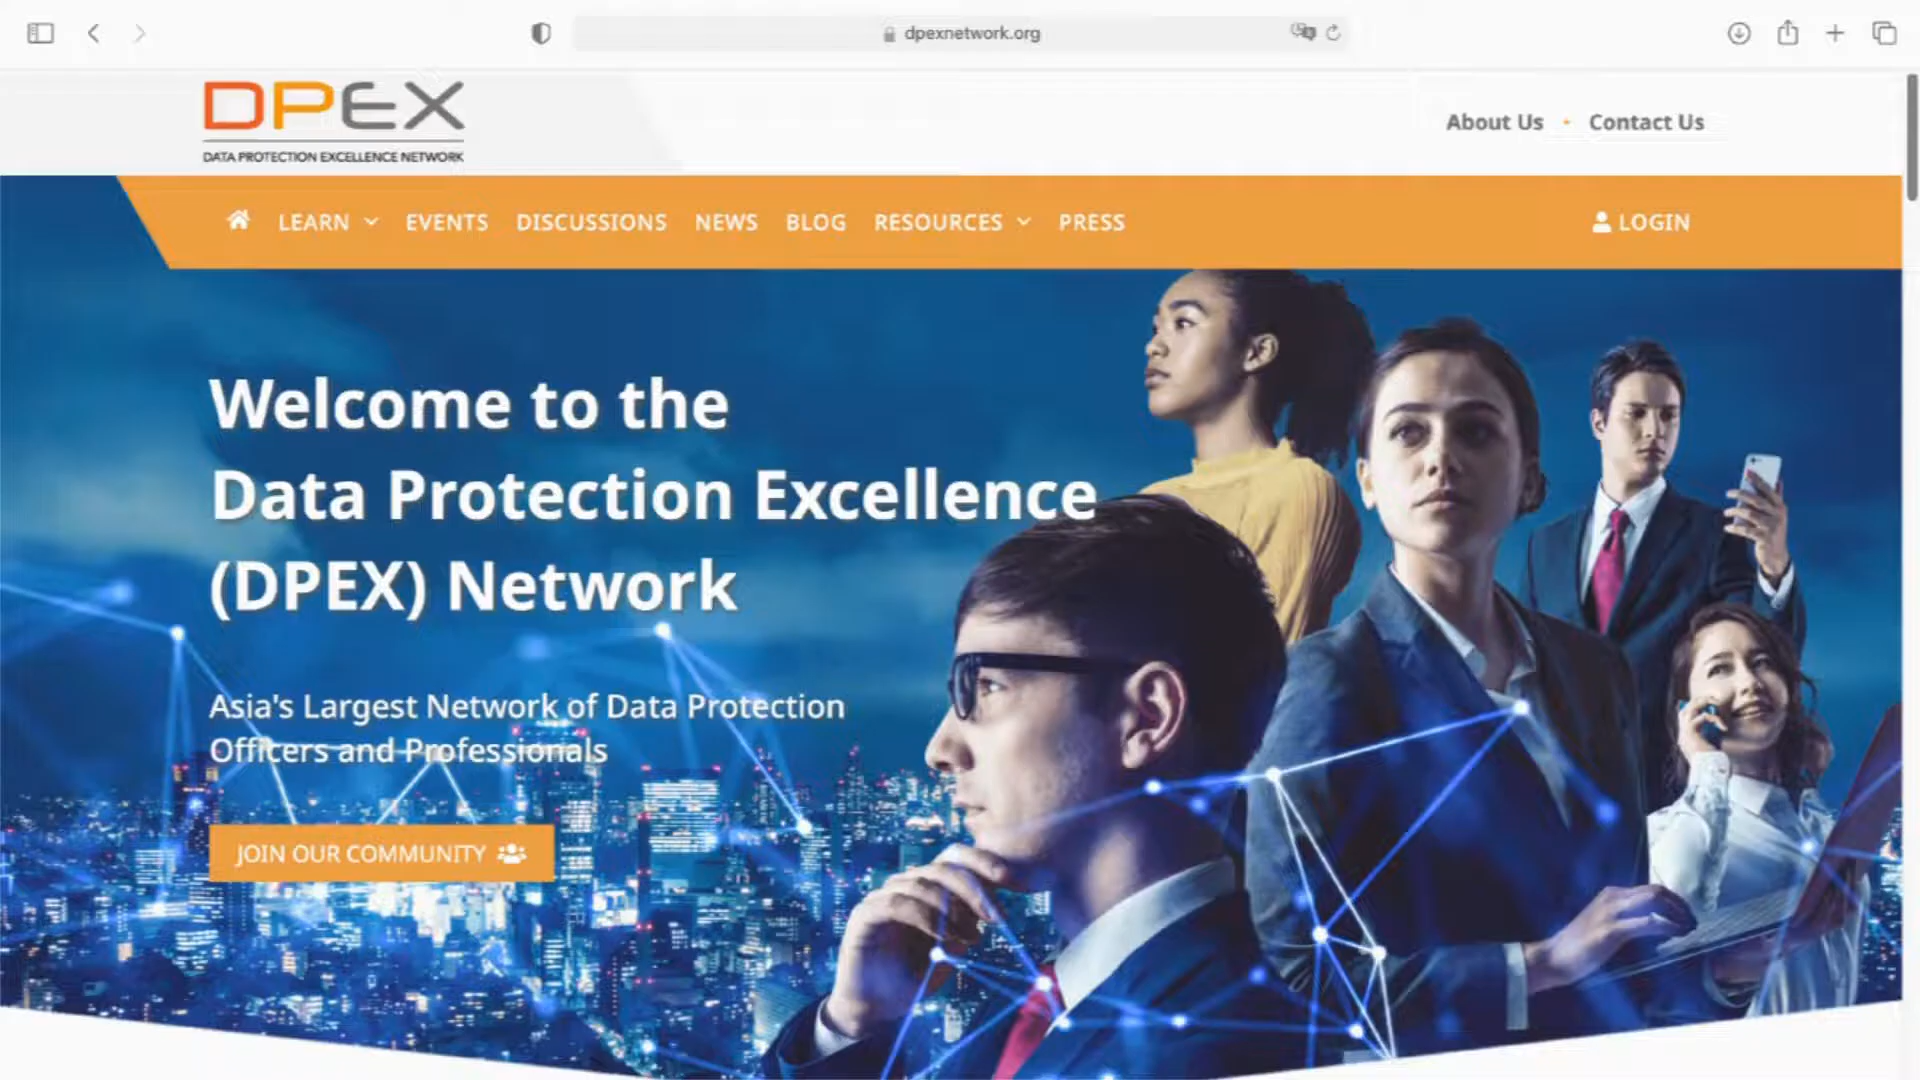 dpexnetwork.org
DPEX
DATA PROTECTION EXCELLENCE NETWORK
About Us • Contact Us
LEARN EVENTS DISCUSSIONS NEWS BLOG RESOURCES PRESS LOGIN
Welcome to the
Data Protection Excellence
(DPEX) Network
Asia's Largest Network of Data Protection
Officers and Professionals
JOIN OUR COMMUNITY